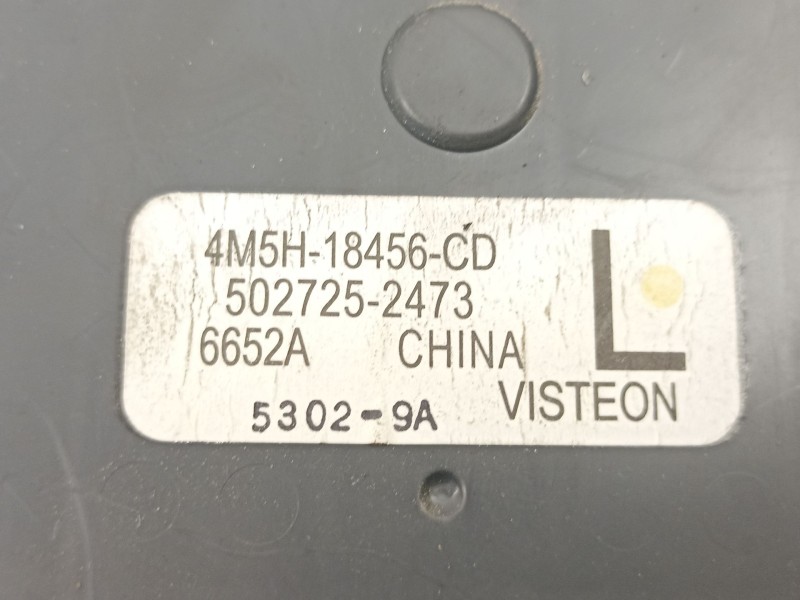 4M5H-18456-CD
502725-2473
6652A CHINA
L
5302-9A VISTEON